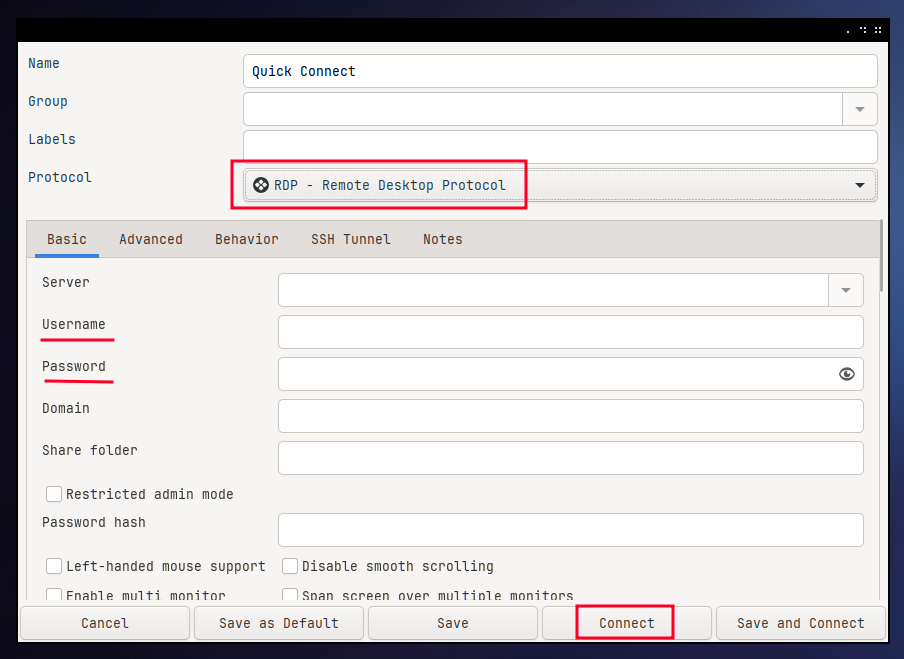 Name
Quick Connect
Group
Labels
Protocol
RDP - Remote Desktop Protocol
Basic Advanced Behavior SSH Tunnel Notes
Server
Username
Password
Domain
Share folder
Restricted admin mode
Password hash
Left-handed mouse support Disable smooth scrolling
Enable multi monitor Span screen over multiple monitors
Cancel Save as Default Save Connect Save and Connect